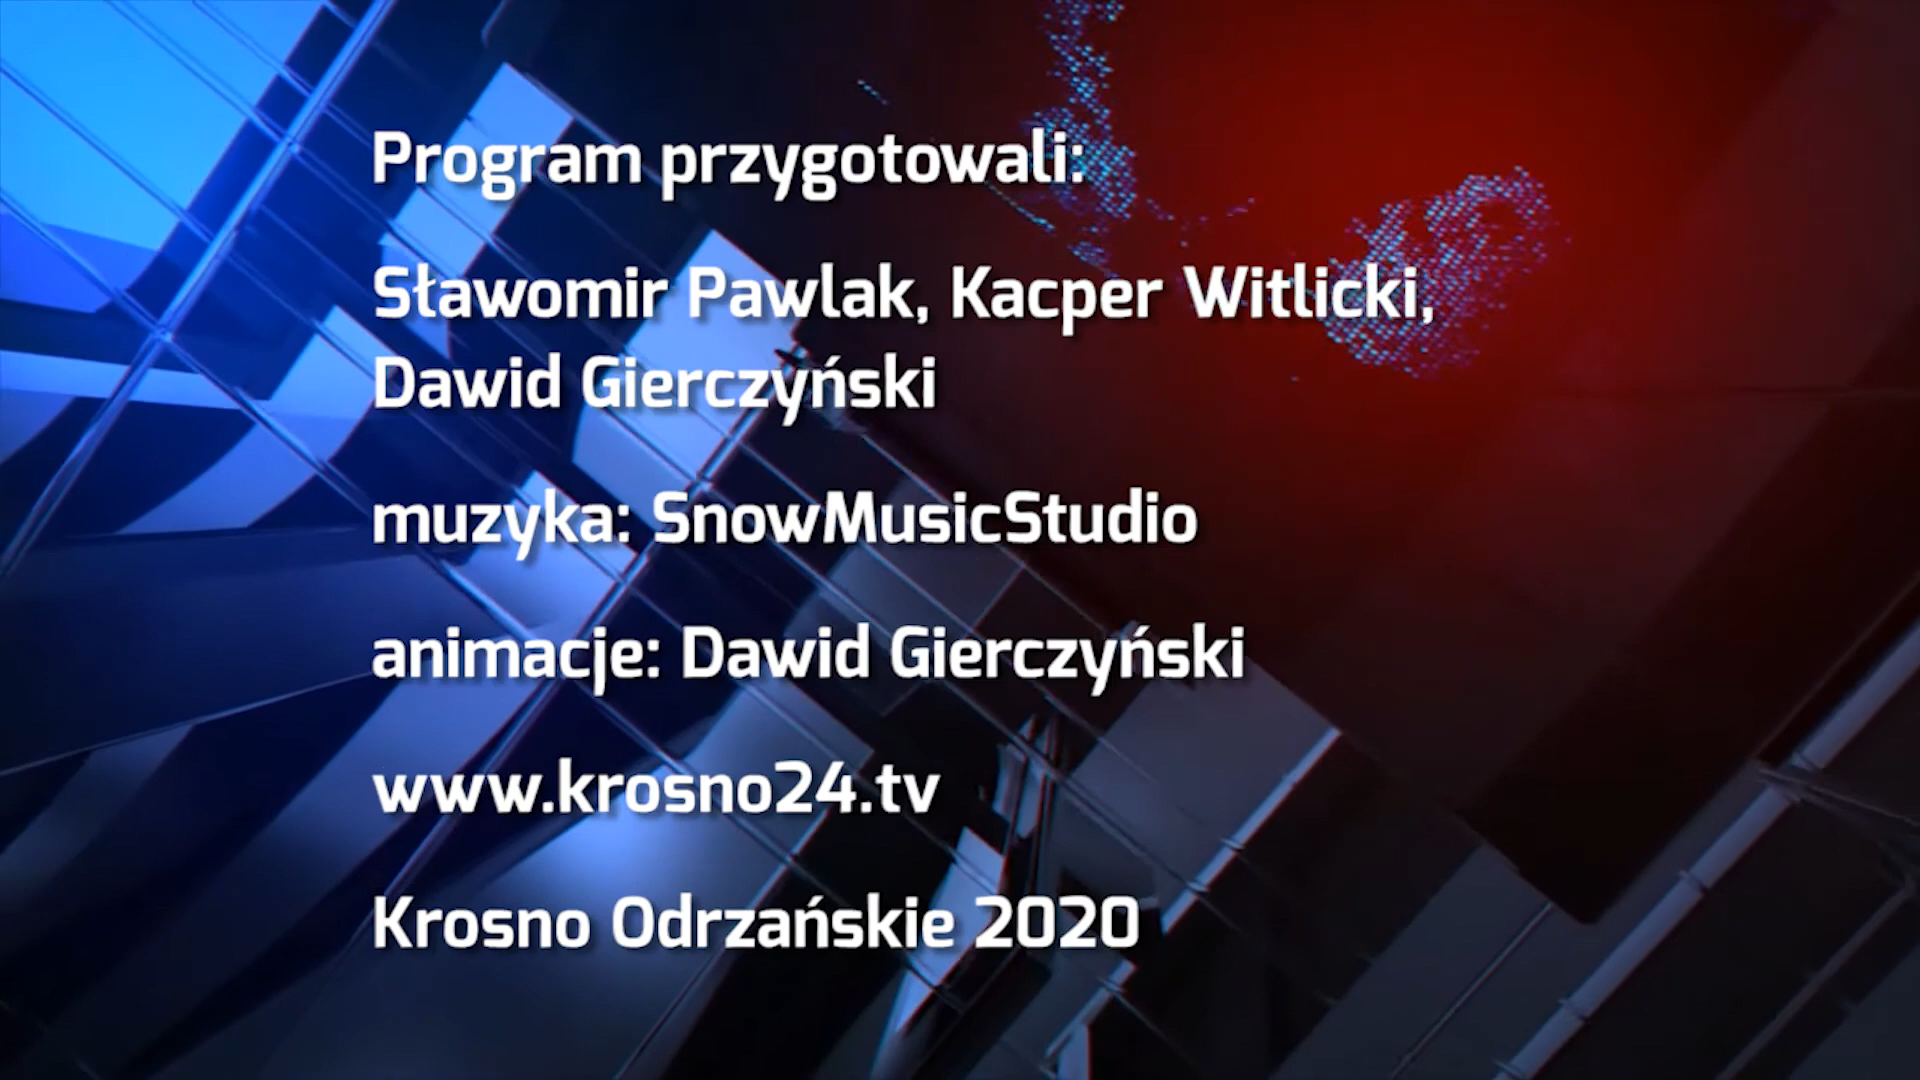 Program przygotowali:
Sławomir Pawlak, Kacper Witlicki,
Dawid Gierczyński
muzyka: SnowMusicStudio
animacje: Dawid Gierczyński
www.krosno24.tv
Krosno Odrzańskie 2020